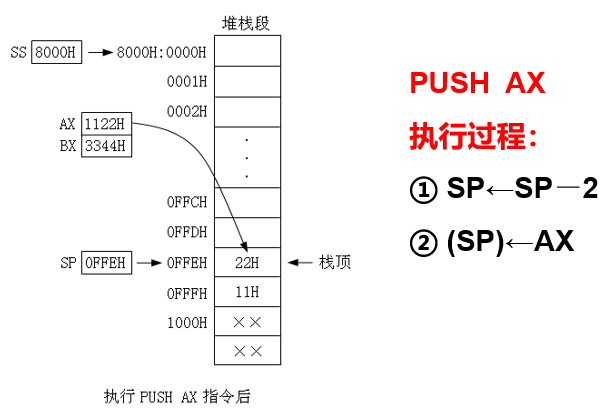 堆栈段
SS 8000H 8000H:0000H
0001H
0002H
AX 1122H
BX 3344H
0FFCH
0FFDH
SP 0FFEH 0FFEH 22H 栈顶
0FFFH 11H
1000H ××
××
执行 PUSH AX 指令后
PUSH AX
执行过程：
① SP←SP－2
② (SP)←AX